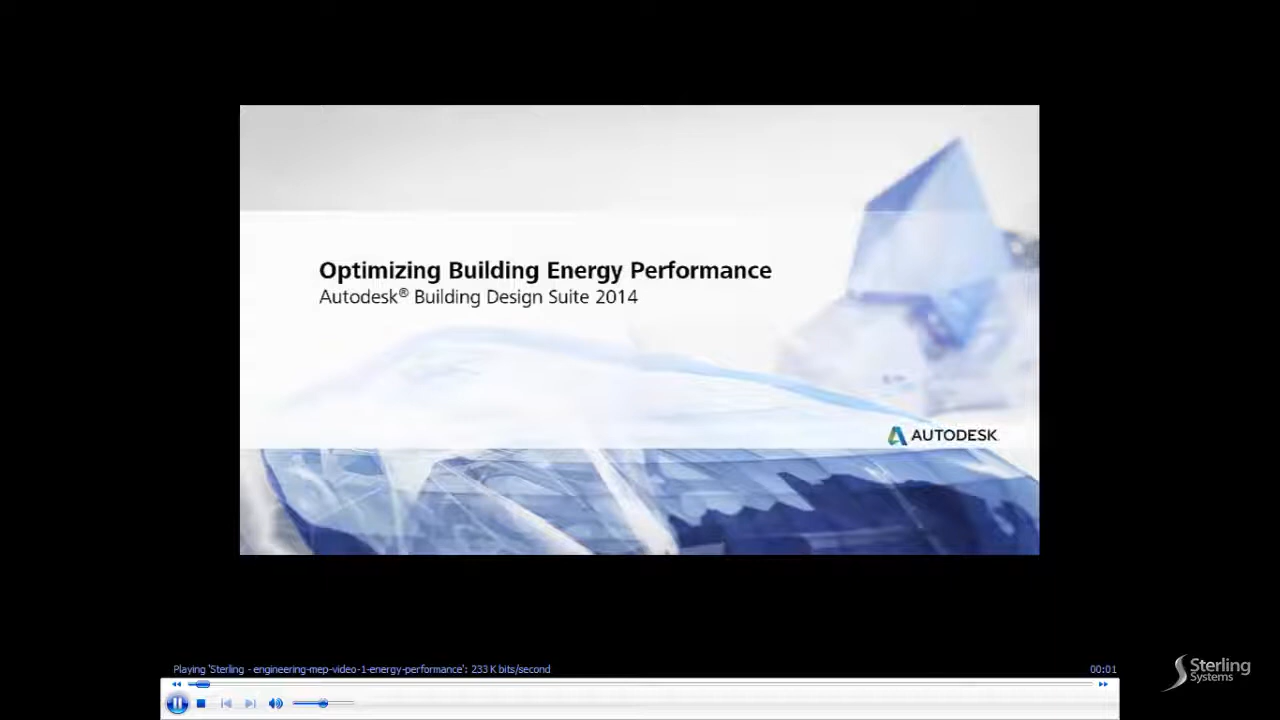 Optimizing Building Energy Performance
Autodesk® Building Design Suite 2014
AUTODESK
Playing 'Sterling - engineering-mep-video-1-energy-performance': 233 K bits/second
00:01
Sterling
Systems